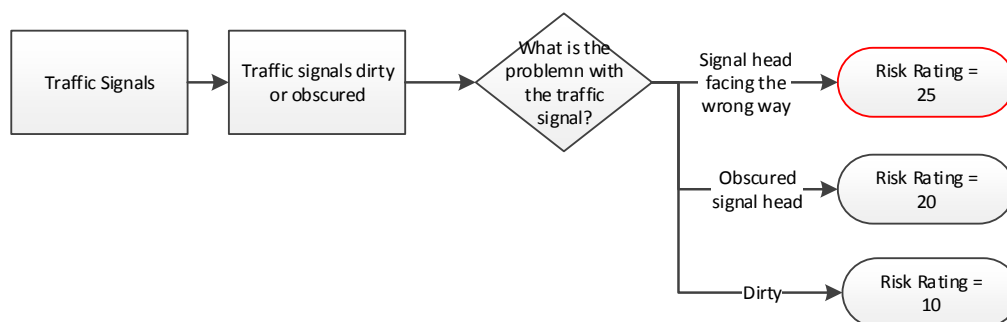 Traffic Signals
Traffic signals dirty
or obscured
What is the
problemn with
the traffic
signal?
Signal head
facing the
wrong way
Risk Rating =
25
Obscured
signal head
Risk Rating =
20
Dirty
Risk Rating =
10